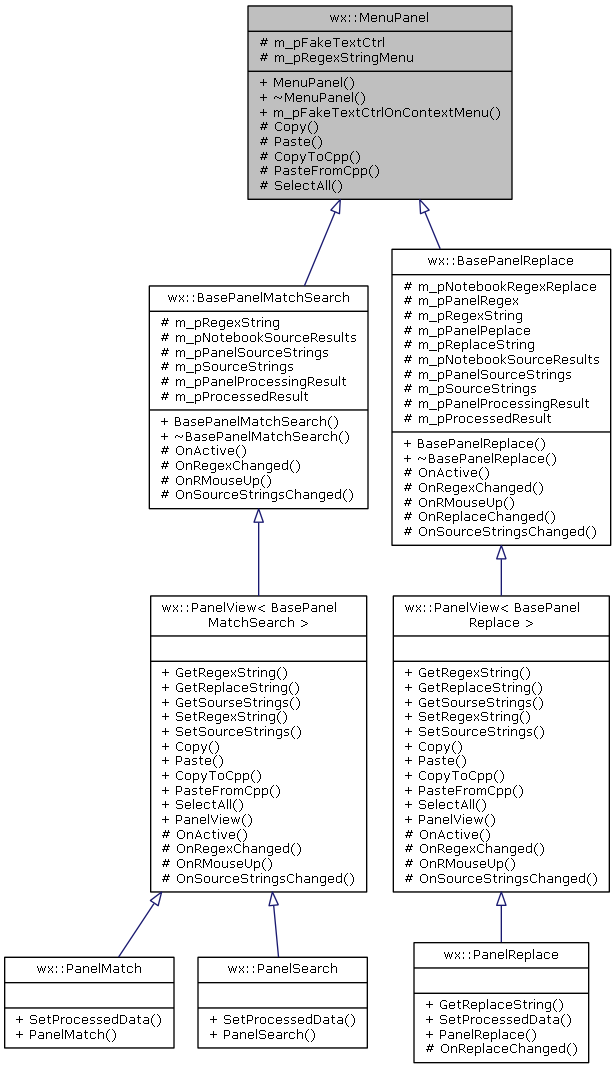 wx::MenuPanel
# m_pFakeTextCtrl
# m_pRegexStringMenu
+ MenuPanel()
+ ~MenuPanel()
+ m_pFakeTextCtrlOnContextMenu()
# Copy()
# Paste()
# CopyToCpp()
# PasteFromCpp()
# SelectAll()
wx::BasePanelMatchSearch
# m_pRegexString
# m_pNotebookSourceResults
# m_pPanelSourceStrings
# m_pSourceStrings
# m_pPanelProcessingResult
# m_pProcessedResult
+ BasePanelMatchSearch()
+ ~BasePanelMatchSearch()
# OnActive()
# OnRegexChanged()
# OnRMouseUp()
# OnSourceStringsChanged()
wx::BasePanelReplace
# m_pNotebookRegexReplace
# m_pPanelRegex
# m_pRegexString
# m_pPanelPeplace
# m_pReplaceString
# m_pNotebookSourceResults
# m_pPanelSourceStrings
# m_pSourceStrings
# m_pPanelProcessingResult
# m_pProcessedResult
+ BasePanelReplace()
+ ~BasePanelReplace()
# OnActive()
# OnRegexChanged()
# OnRMouseUp()
# OnReplaceChanged()
# OnSourceStringsChanged()
wx::PanelView< BasePanel
MatchSearch >
+ GetRegexString()
+ GetReplaceString()
+ GetSourseStrings()
+ SetRegexString()
+ SetSourceStrings()
+ Copy()
+ Paste()
+ CopyToCpp()
+ PasteFromCpp()
+ SelectAll()
+ PanelView()
# OnActive()
# OnRegexChanged()
# OnRMouseUp()
# OnSourceStringsChanged()
wx::PanelView< BasePanel
Replace >
+ GetRegexString()
+ GetReplaceString()
+ GetSourseStrings()
+ SetRegexString()
+ SetSourceStrings()
+ Copy()
+ Paste()
+ CopyToCpp()
+ PasteFromCpp()
+ SelectAll()
+ PanelView()
# OnActive()
# OnRegexChanged()
# OnRMouseUp()
# OnSourceStringsChanged()
wx::PanelMatch
+ SetProcessedData()
+ PanelMatch()
wx::PanelSearch
+ SetProcessedData()
+ PanelSearch()
wx::PanelReplace
+ GetReplaceString()
+ SetProcessedData()
+ PanelReplace()
# OnReplaceChanged()